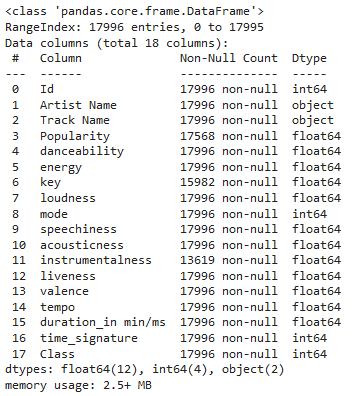 <class 'pandas.core.frame.DataFrame'>
RangeIndex: 17996 entries, 0 to 17995
Data columns (total 18 columns):
 #   Column              Non-Null Count  Dtype
---  ------              --------------  -----
 0   Id                  17996 non-null  int64
 1   Artist Name         17996 non-null  object
 2   Track Name          17996 non-null  object
 3   Popularity          17568 non-null  float64
 4   danceability        17996 non-null  float64
 5   energy              17996 non-null  float64
 6   key                 15982 non-null  float64
 7   loudness            17996 non-null  float64
 8   mode                17996 non-null  int64
 9   speechiness         17996 non-null  float64
 10  acousticness        17996 non-null  float64
 11  instrumentalness    13619 non-null  float64
 12  liveness            17996 non-null  float64
 13  valence             17996 non-null  float64
 14  tempo               17996 non-null  float64
 15  duration_in min/ms  17996 non-null  float64
 16  time_signature      17996 non-null  int64
 17  Class               17996 non-null  int64
dtypes: float64(12), int64(4), object(2)
memory usage: 2.5+ MB